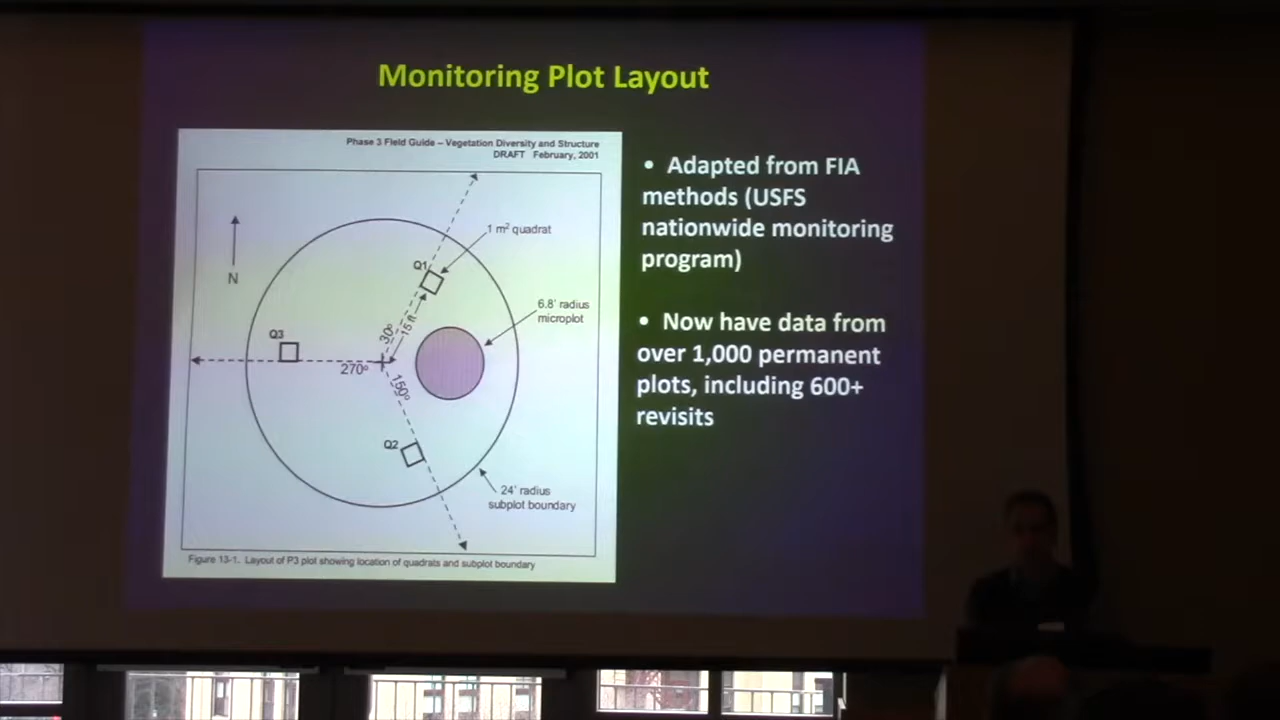 Monitoring Plot Layout
Phase 3 Field Guide – Vegetation Diversity and Structure
DRAFT February, 2001
N
1 m² quadrat
Q1
6.8' radius
microplot
30°
15 ft
Q3
270°
150°
Q2
24' radius
subplot boundary
Figure 13-1. Layout of P3 plot showing location of quadrats and subplot boundary
• Adapted from FIA
methods (USFS
nationwide monitoring
program)
• Now have data from
over 1,000 permanent
plots, including 600+
revisits